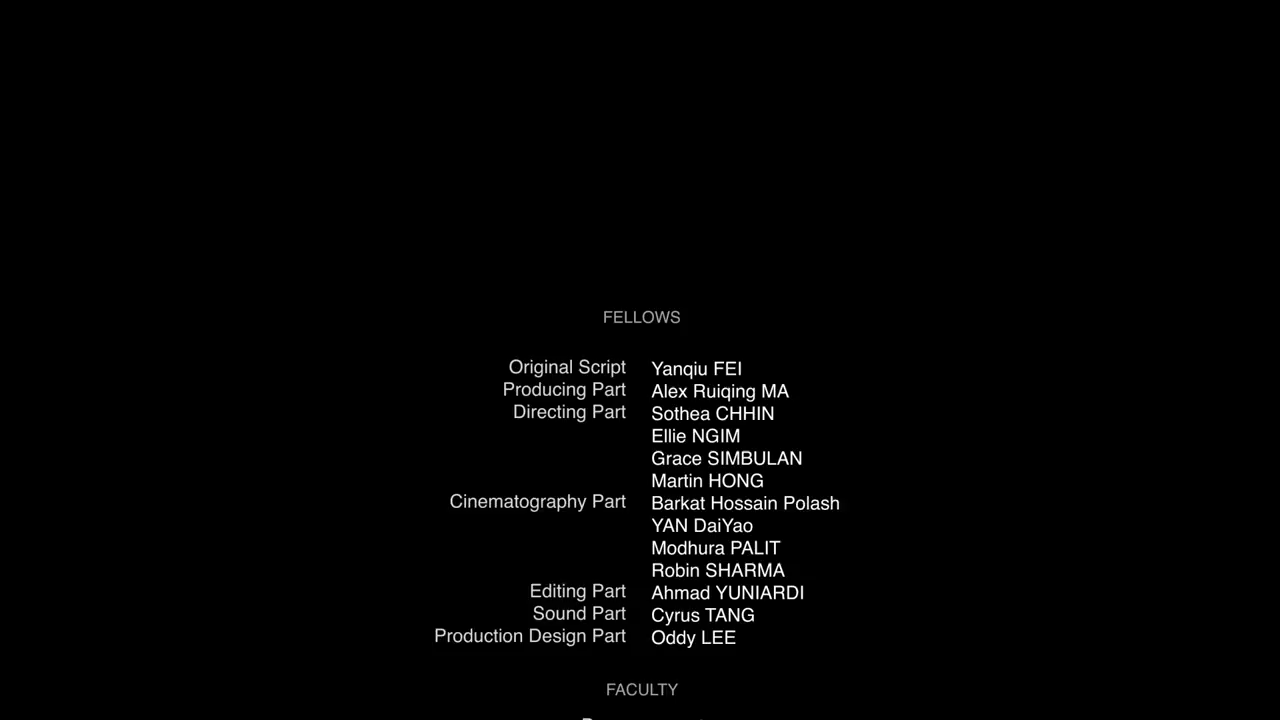 FELLOWS
Original Script Yanqiu FEI
Producing Part Alex Ruiqing MA
Directing Part Sothea CHHIN
Ellie NGIM
Grace SIMBULAN
Martin HONG
Cinematography Part Barkat Hossain Polash
YAN DaiYao
Modhura PALIT
Robin SHARMA
Editing Part Ahmad YUNIARDI
Sound Part Cyrus TANG
Production Design Part Oddy LEE
FACULTY